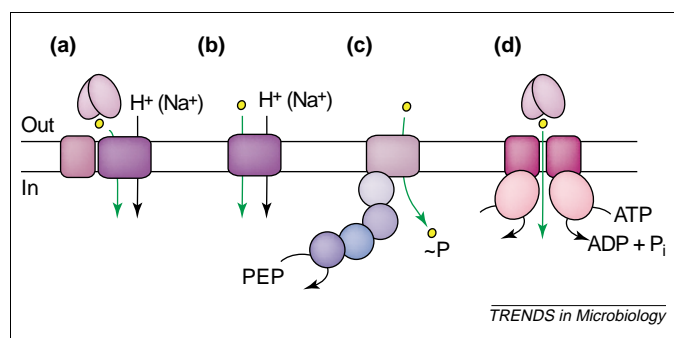 (a) (b) (c) (d)
H⁺ (Na⁺) H⁺ (Na⁺)
Out
In
~P
ATP
ADP + Pᵢ
PEP
TRENDS in Microbiology